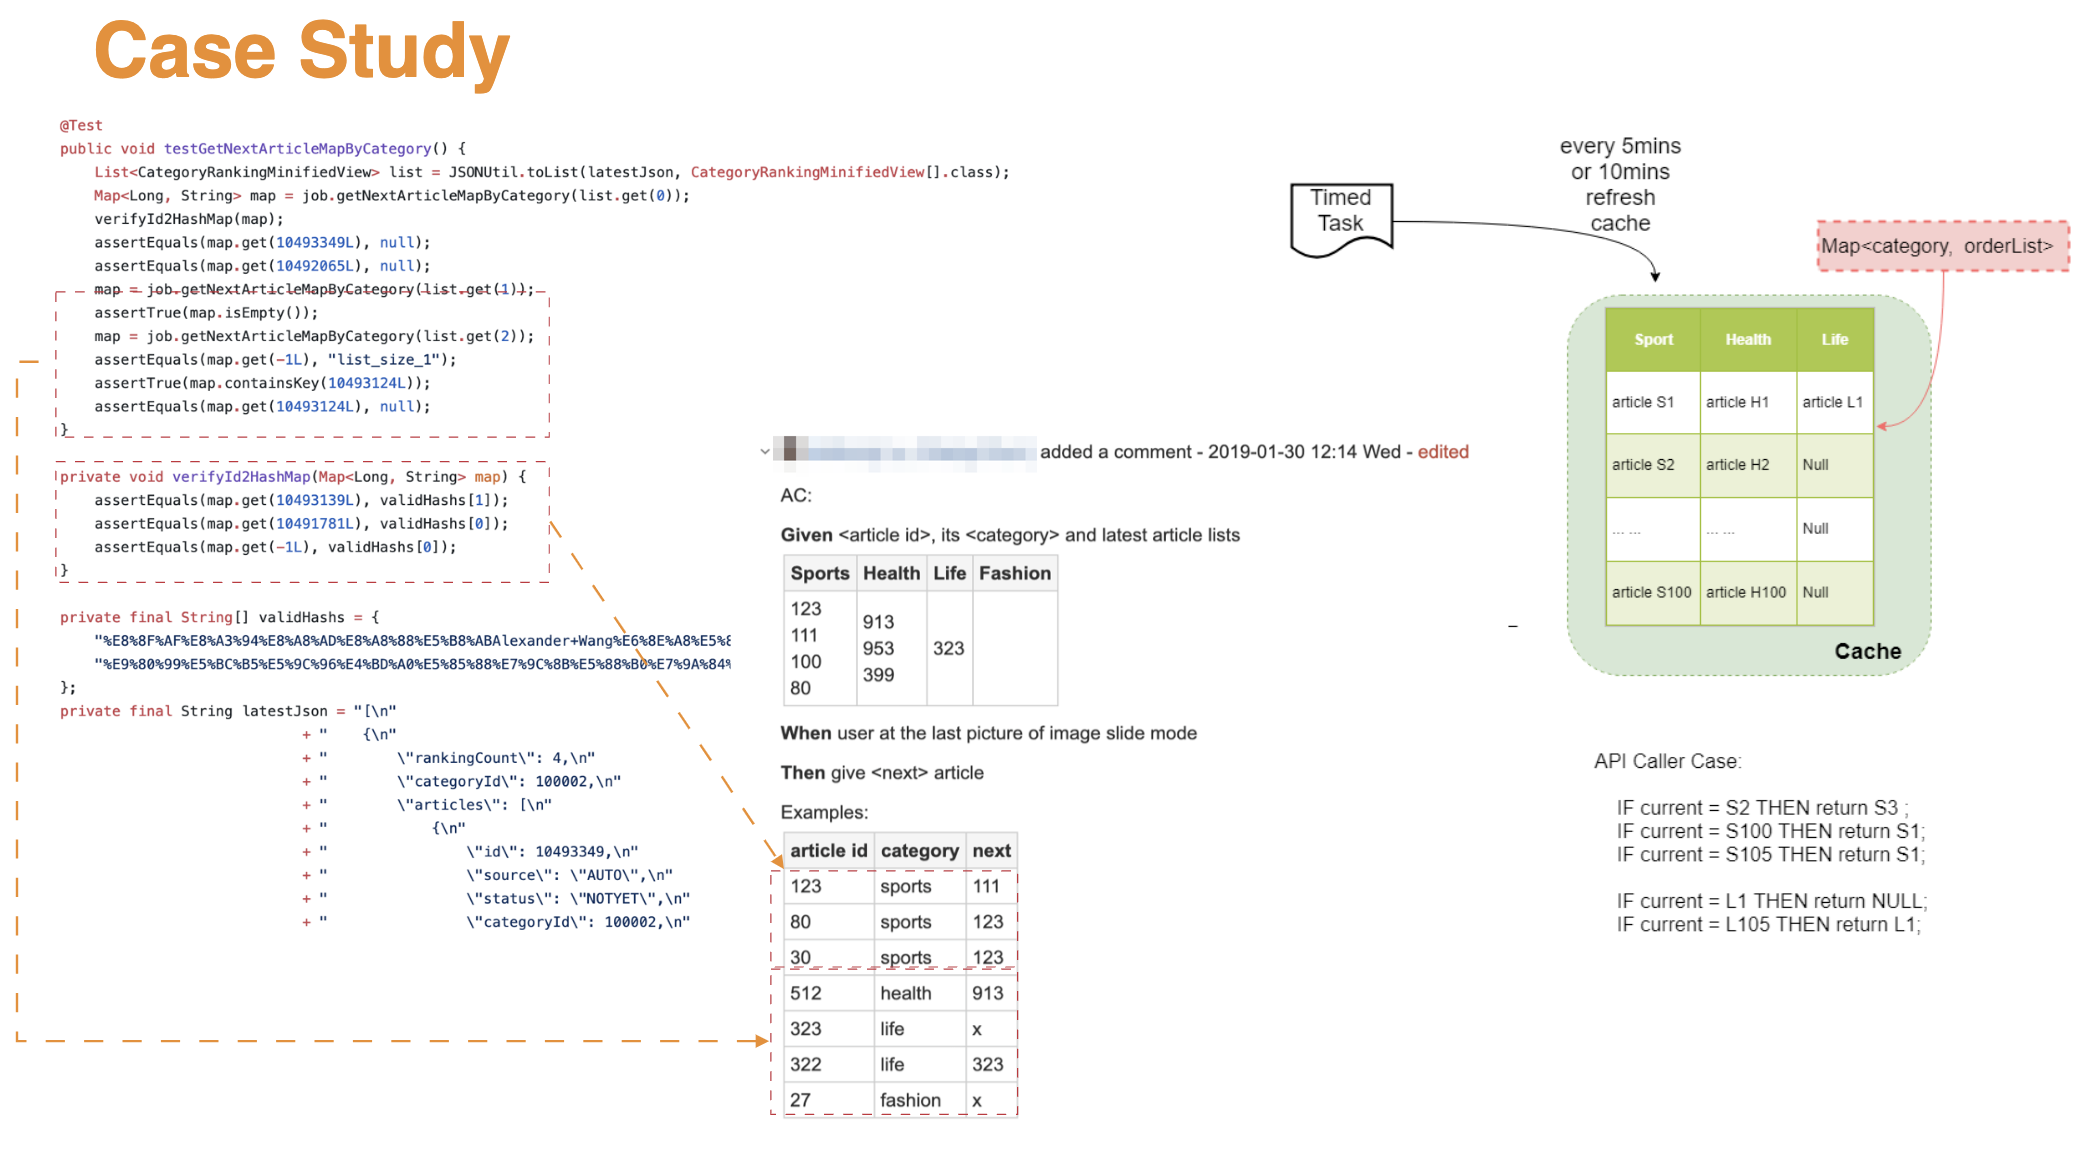 Case Study
@Test
public void testGetNextArticleMapByCategory() {
List<CategoryRankingMinifiedView> list = JSONUtil.toList(latestJson, CategoryRankingMinifiedView[].class);
Map<Long, String> map = job.getNextArticleMapByCategory(list.get(0));
verifyId2HashMap(map);
assertEquals(map.get(10493349L), null);
assertEquals(map.get(10492065L), null);
map = job.getNextArticleMapByCategory(list.get(1));
assertTrue(map.isEmpty());
map = job.getNextArticleMapByCategory(list.get(2));
assertEquals(map.get(-1L), "list_size_1");
assertTrue(map.containsKey(10493124L));
assertEquals(map.get(10493124L), null);
}
private void verifyId2HashMap(Map<Long, String> map) {
assertEquals(map.get(10493139L), validHashs[1]);
assertEquals(map.get(10491781L), validHashs[0]);
assertEquals(map.get(-1L), validHashs[0]);
}
private final String[] validHashs = {
"%E8%8F%AF%E8%A3%94%E8%A8%AD%E8%A8%88%E5%B8%ABAlexander+Wang%E6%8E%A8%E5%8
"%E9%80%99%E5%BC%B5%E5%9C%96%E4%BD%A0%E5%85%88%E7%9C%8B%E5%88%B0%E7%9A%84%
};
private final String latestJson = "[\n"
+ "    {\n"
+ "        \"rankingCount\": 4,\n"
+ "        \"categoryId\": 100002,\n"
+ "        \"articles\": [\n"
+ "            {\n"
+ "                \"id\": 10493349,\n"
+ "                \"source\": \"AUTO\",\n"
+ "                \"status\": \"NOTYET\",\n"
+ "                \"categoryId\": 100002,\n"
added a comment - 2019-01-30 12:14 Wed - edited
AC:
Given <article id>, its <category> and latest article lists
Sports Health Life Fashion
123
111
100
80
913
953
399
323
When user at the last picture of image slide mode
Then give <next> article
Examples:
article id category next
123 sports 111
80 sports 123
30 sports 123
512 health 913
323 life x
322 life 323
27 fashion x
Timed
Task
every 5mins
or 10mins
refresh
cache
Map<category, orderList>
Sport Health Life
article S1 article H1 article L1
article S2 article H2 Null
... ... ... ... Null
article S100 article H100 Null
Cache
API Caller Case:
IF current = S2 THEN return S3 ;
IF current = S100 THEN return S1;
IF current = S105 THEN return S1;
IF current = L1 THEN return NULL;
IF current = L105 THEN return L1;